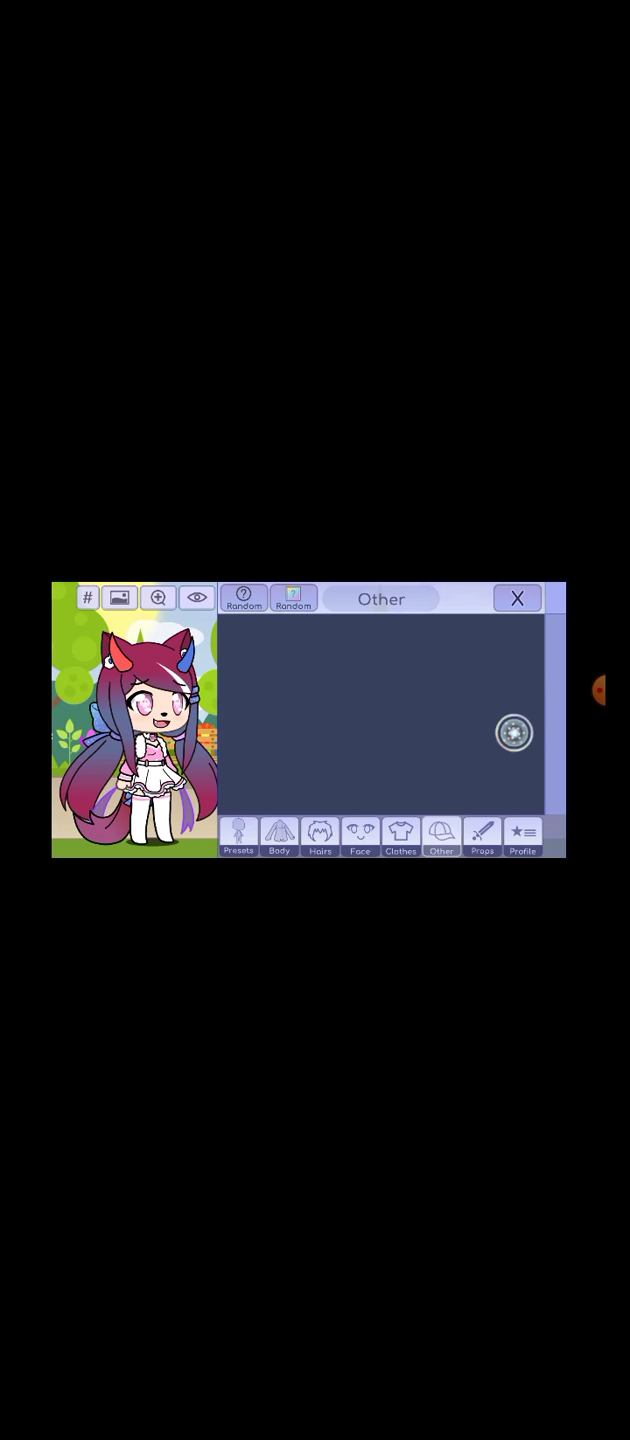 #
? Random
? Random
Other
X
Presets
Body
Hairs
Face
Clothes
Other
Props
Profile